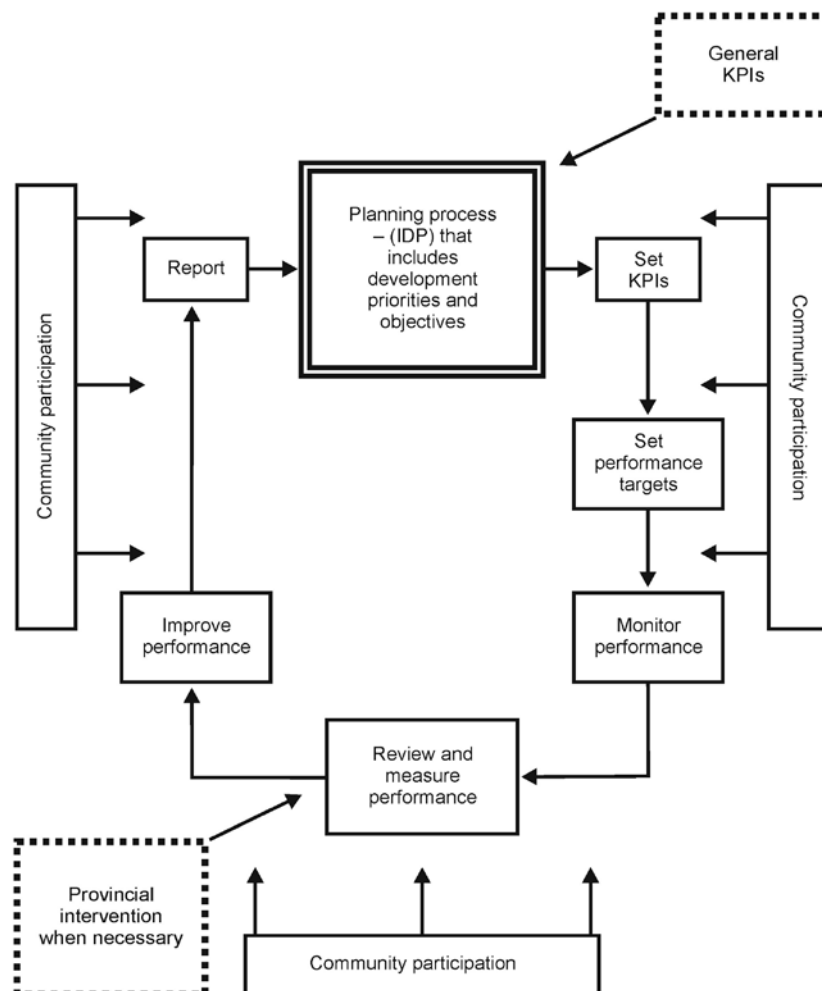 General
KPIs
Planning process
– (IDP) that
includes
development
priorities and
objectives
Report
Set
KPIs
Community participation
Community participation
Set
performance
targets
Improve
performance
Monitor
performance
Review and
measure
performance
Provincial
intervention
when necessary
Community participation